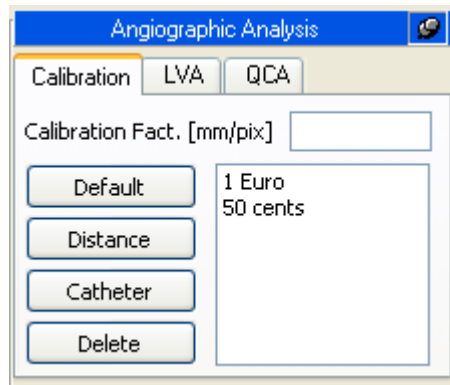 Angiographic Analysis
Calibration LVA QCA
Calibration Fact. [mm/pix]
Default
Distance
Catheter
Delete
1 Euro
50 cents